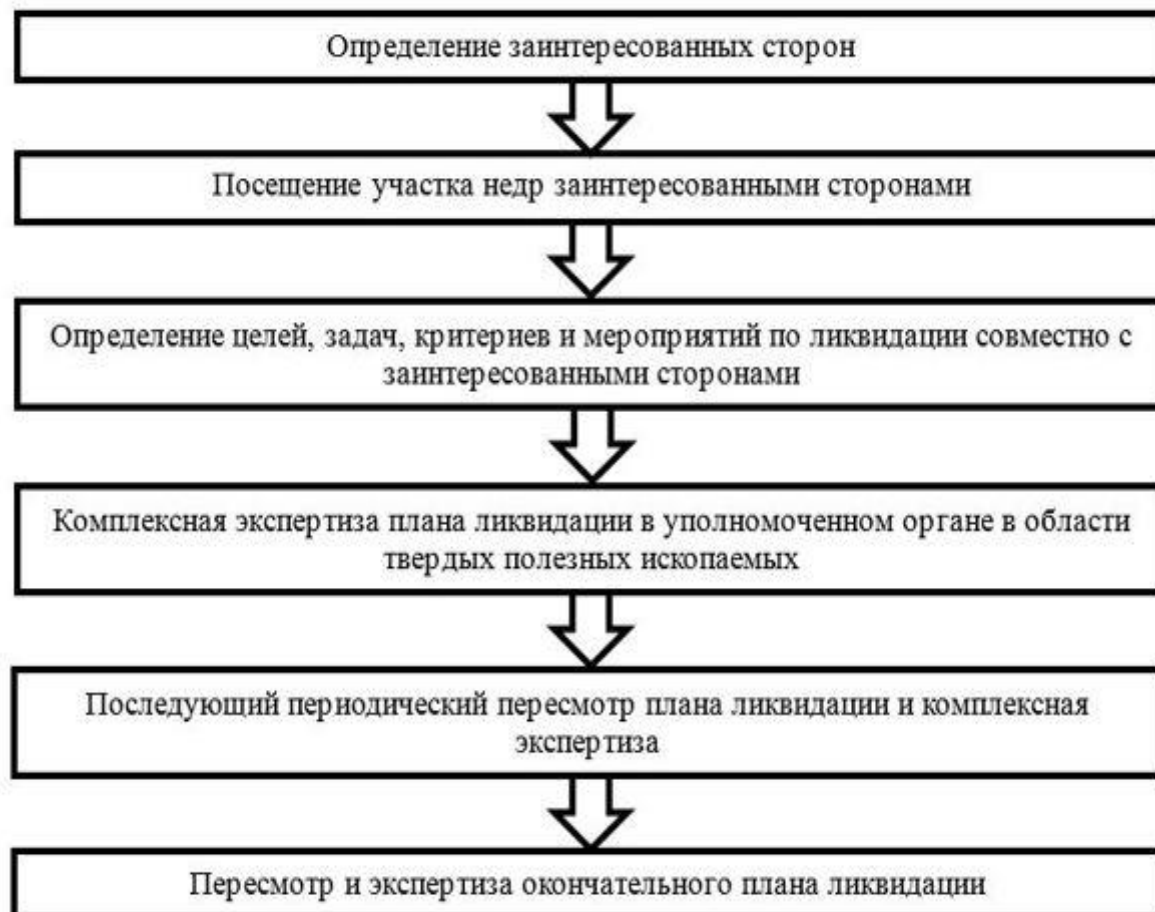 Определение заинтересованных сторон
Посещение участка недр заинтересованными сторонами
Определение целей, задач, критериев и мероприятий по ликвидации совместно с
заинтересованными сторонами
Комплексная экспертиза плана ликвидации в уполномоченном органе в области
твердых полезных ископаемых
Последующий периодический пересмотр плана ликвидации и комплексная
экспертиза
Пересмотр и экспертиза окончательного плана ликвидации